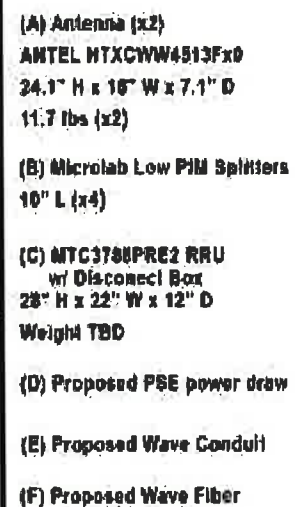 (A) Antenna (x2)
ANTEL HTXCWW4513Fx0
24.1" H x 16" W x 7.1" D
11.7 lbs (x2)
(B) Microlab Low PIM Splitters
10" L (x4)
(C) MTC3788PRE2 RRU
w/ Disconect Box
28" H x 22" W x 12" D
Weight TBD
(D) Proposed PSE power draw
(E) Proposed Wave Conduit
(F) Proposed Wave Fiber